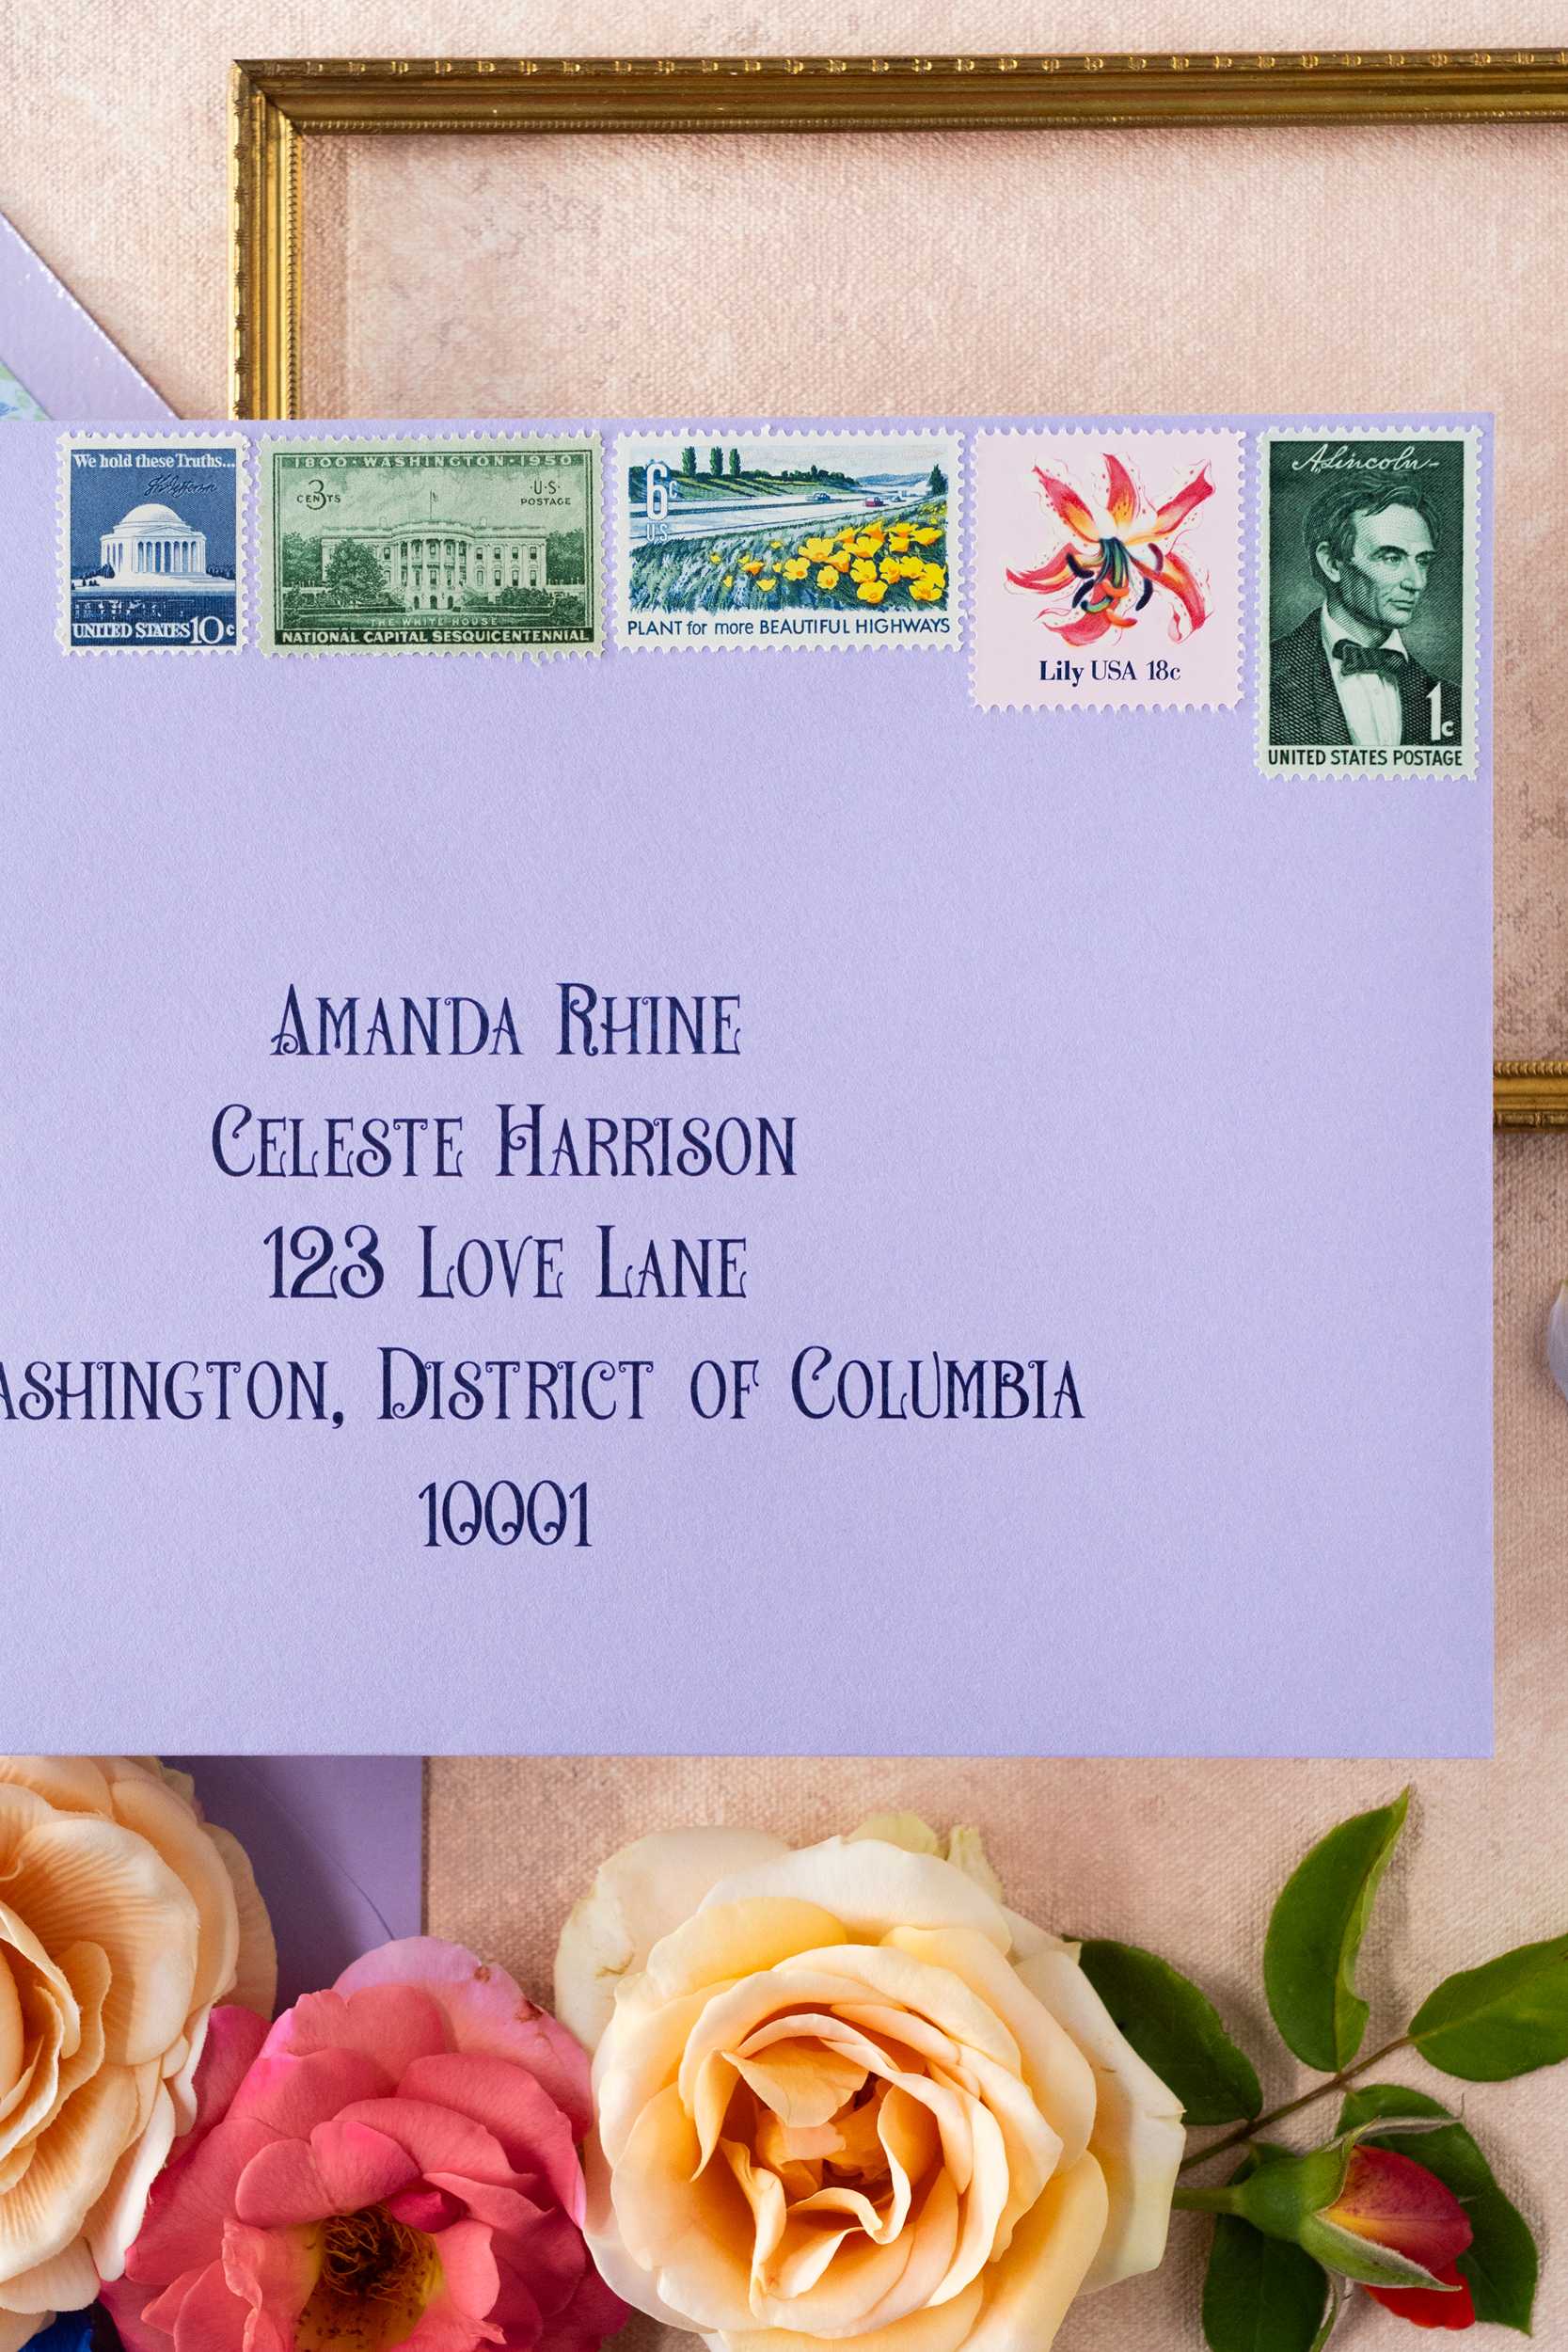 We hold these Truths...
Th Jefferson
UNITED STATES 10c
1800·WASHINGTON·1950
3 CENTS
·U·S·
POSTAGE
THE WHITE HOUSE
NATIONAL CAPITAL SESQUICENTENNIAL
6c
U.S.
PLANT for more BEAUTIFUL HIGHWAYS
Lily USA 18c
A. Lincoln
1c
UNITED STATES POSTAGE
AMANDA RHINE
CELESTE HARRISON
123 LOVE LANE
ASHINGTON, DISTRICT OF COLUMBIA
10001